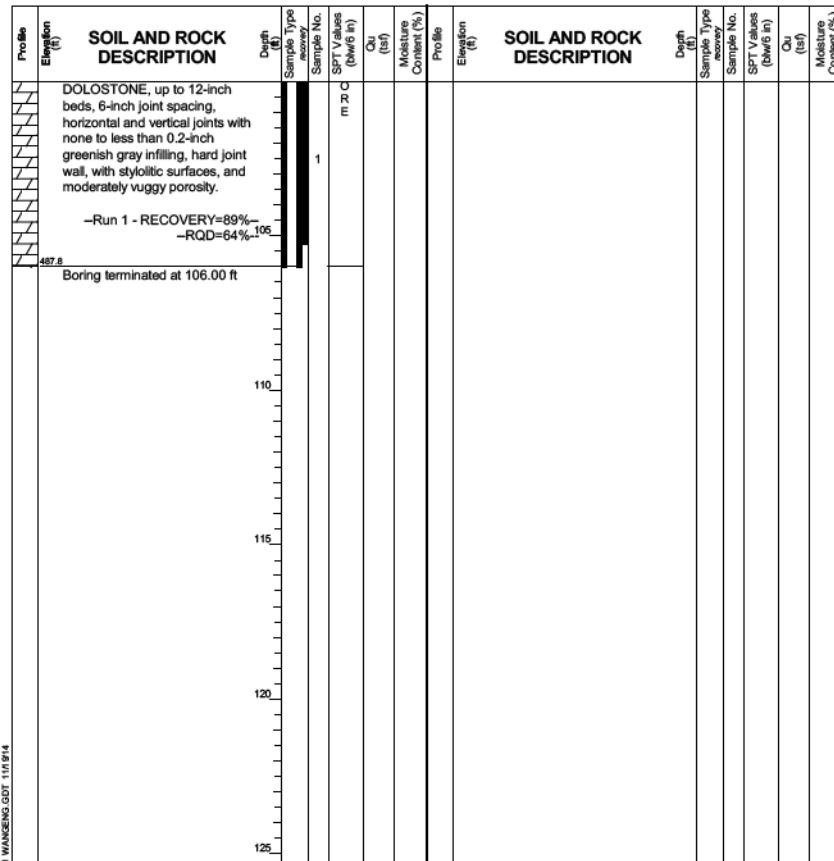 Profile
Elevation
(ft)
SOIL AND ROCK
DESCRIPTION
Depth
(ft)
Sample Type
recovery
Sample No.
SPT Values
(blw/6 in)
Qu
(tsf)
Moisture
Content (%)
Profile
Elevation
(ft)
SOIL AND ROCK
DESCRIPTION
Depth
(ft)
Sample Type
recovery
Sample No.
SPT Values
(blw/6 in)
Qu
(tsf)
Moisture
Content (%)
DOLOSTONE, up to 12-inch
beds, 6-inch joint spacing,
horizontal and vertical joints with
none to less than 0.2-inch
greenish gray infilling, hard joint
wall, with stylolitic surfaces, and
moderately vuggy porosity.
O
R
E
1
--Run 1 - RECOVERY=89%--
--RQD=64%--
105
487.8
Boring terminated at 106.00 ft
110
115
120
125
WANGENG.GDT 11/19/14